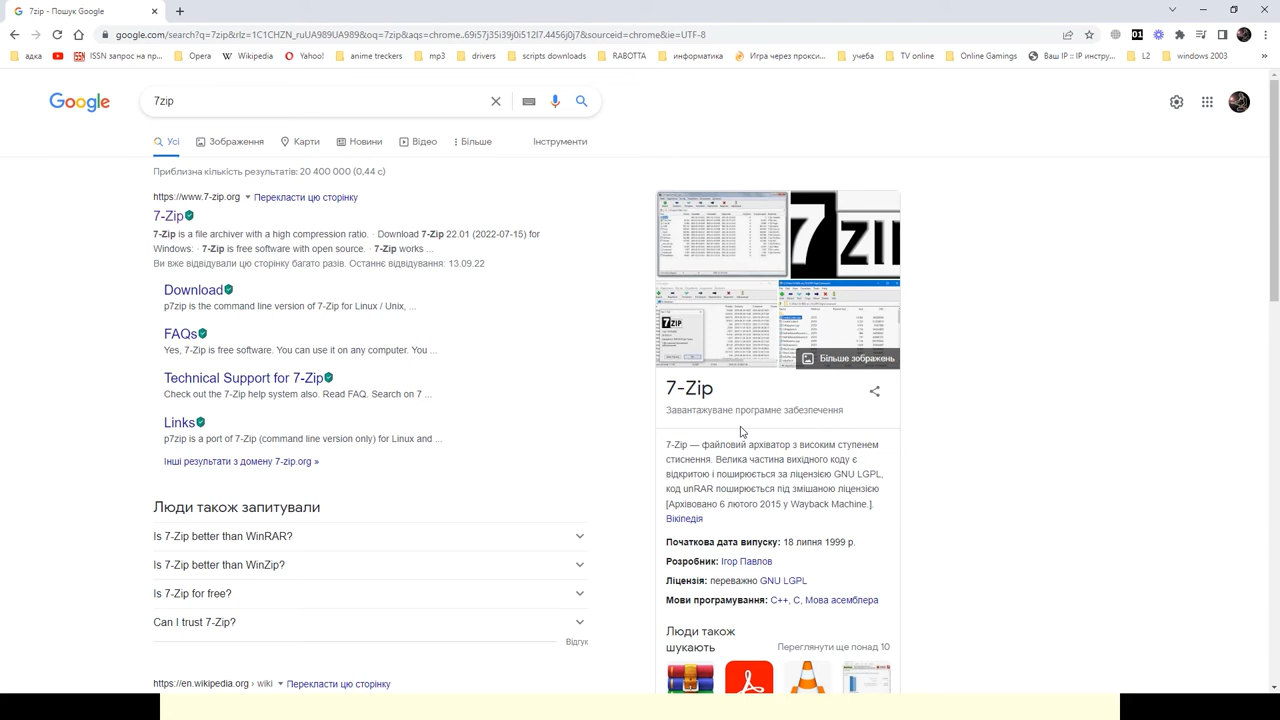 7zip - Пошук Google
google.com/search?q=7zip&rlz=1C1CHZN_ruUA989UA989&oq=7zip&aqs=chrome..69i57j35i39j0i512l7.4456j0j7&sourceid=chrome&ie=UTF-8
адка
ISSN запрос на пр...
Opera
Wikipedia
Yahoo!
anime treckers
mp3
drivers
scripts downloads
RABOTTA
информатика
Игра через прокси...
учеба
TV online
Online Gamings
Ваш IP :: IP инстру...
L2
windows 2003
Google
7zip
Усі
Зображення
Карти
Новини
Відео
Більше
Інструменти
Приблизна кількість результатів: 20 400 000 (0,44 с)
https://www.7-zip.org Перекласти цю сторінку
7-Zip
7-Zip is a file archiver with a high compression ratio. · Download 7-Zip 22.01 (2022-07-15) for
Windows. · 7-Zip is free software with open source. · 7-Zip
Ви вже відвідували цю сторінку багато разів. Останнє відвідування: 13.09.22
Download
p7zip is the command line version of 7-Zip for Linux / Linux, ...
FAQs
Yes, 7-Zip is free software. You can use it on any computer. You ...
Technical Support for 7-Zip
Check out the 7-Zip help system also. Read FAQ. Search on 7 ...
Links
p7zip is a port of 7-Zip (command line version only) for Linux and ...
Інші результати з домену 7-zip.org »
Люди також запитували
Is 7-Zip better than WinRAR?
Is 7-Zip better than WinZip?
Is 7-Zip for free?
Can I trust 7-Zip?
Відгук
https://en.wikipedia.org › wiki Перекласти цю сторінку
7zip
7ZIP
Більше зображень
7-Zip
Завантажуване програмне забезпечення
7-Zip — файловий архіватор з високим ступенем
стиснення. Велика частина вихідного коду є
відкритою і поширюється за ліцензією GNU LGPL,
код unRAR поширюється під змішаною ліцензією
[Архівовано 6 лютого 2015 у Wayback Machine.].
Вікіпедія
Початкова дата випуску: 18 липня 1999 р.
Розробник: Ігор Павлов
Ліцензія: переважно GNU LGPL
Мови програмування: C++, C, Мова асемблера
Люди також
шукають
Переглянути ще понад 10